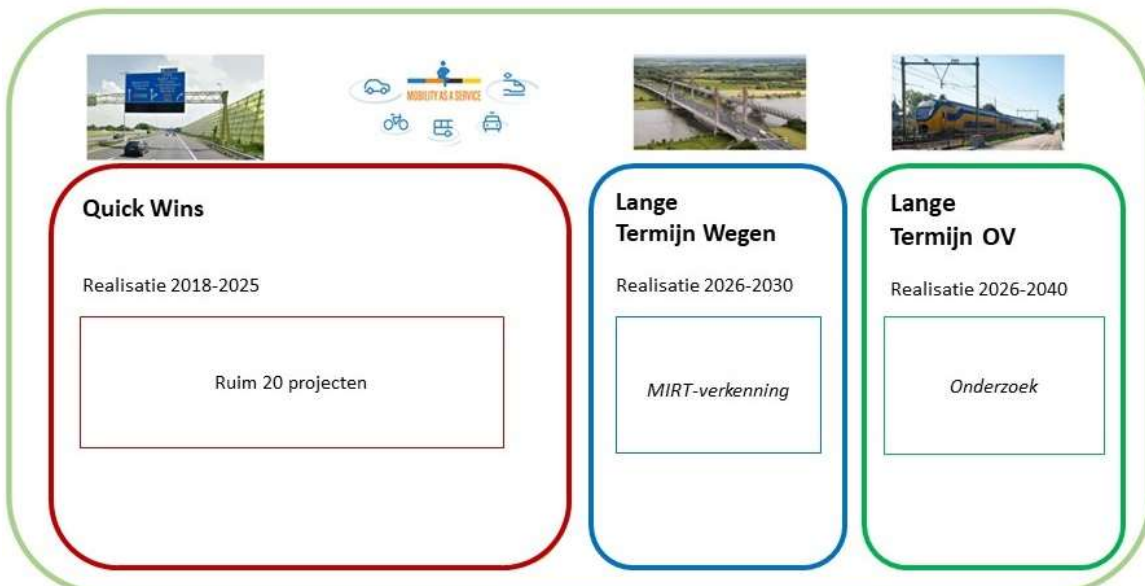 MOBILITY AS A SERVICE
Quick Wins
Realisatie 2018-2025
Ruim 20 projecten
Lange
Termijn Wegen
Realisatie 2026-2030
MIRT-verkenning
Lange
Termijn OV
Realisatie 2026-2040
Onderzoek